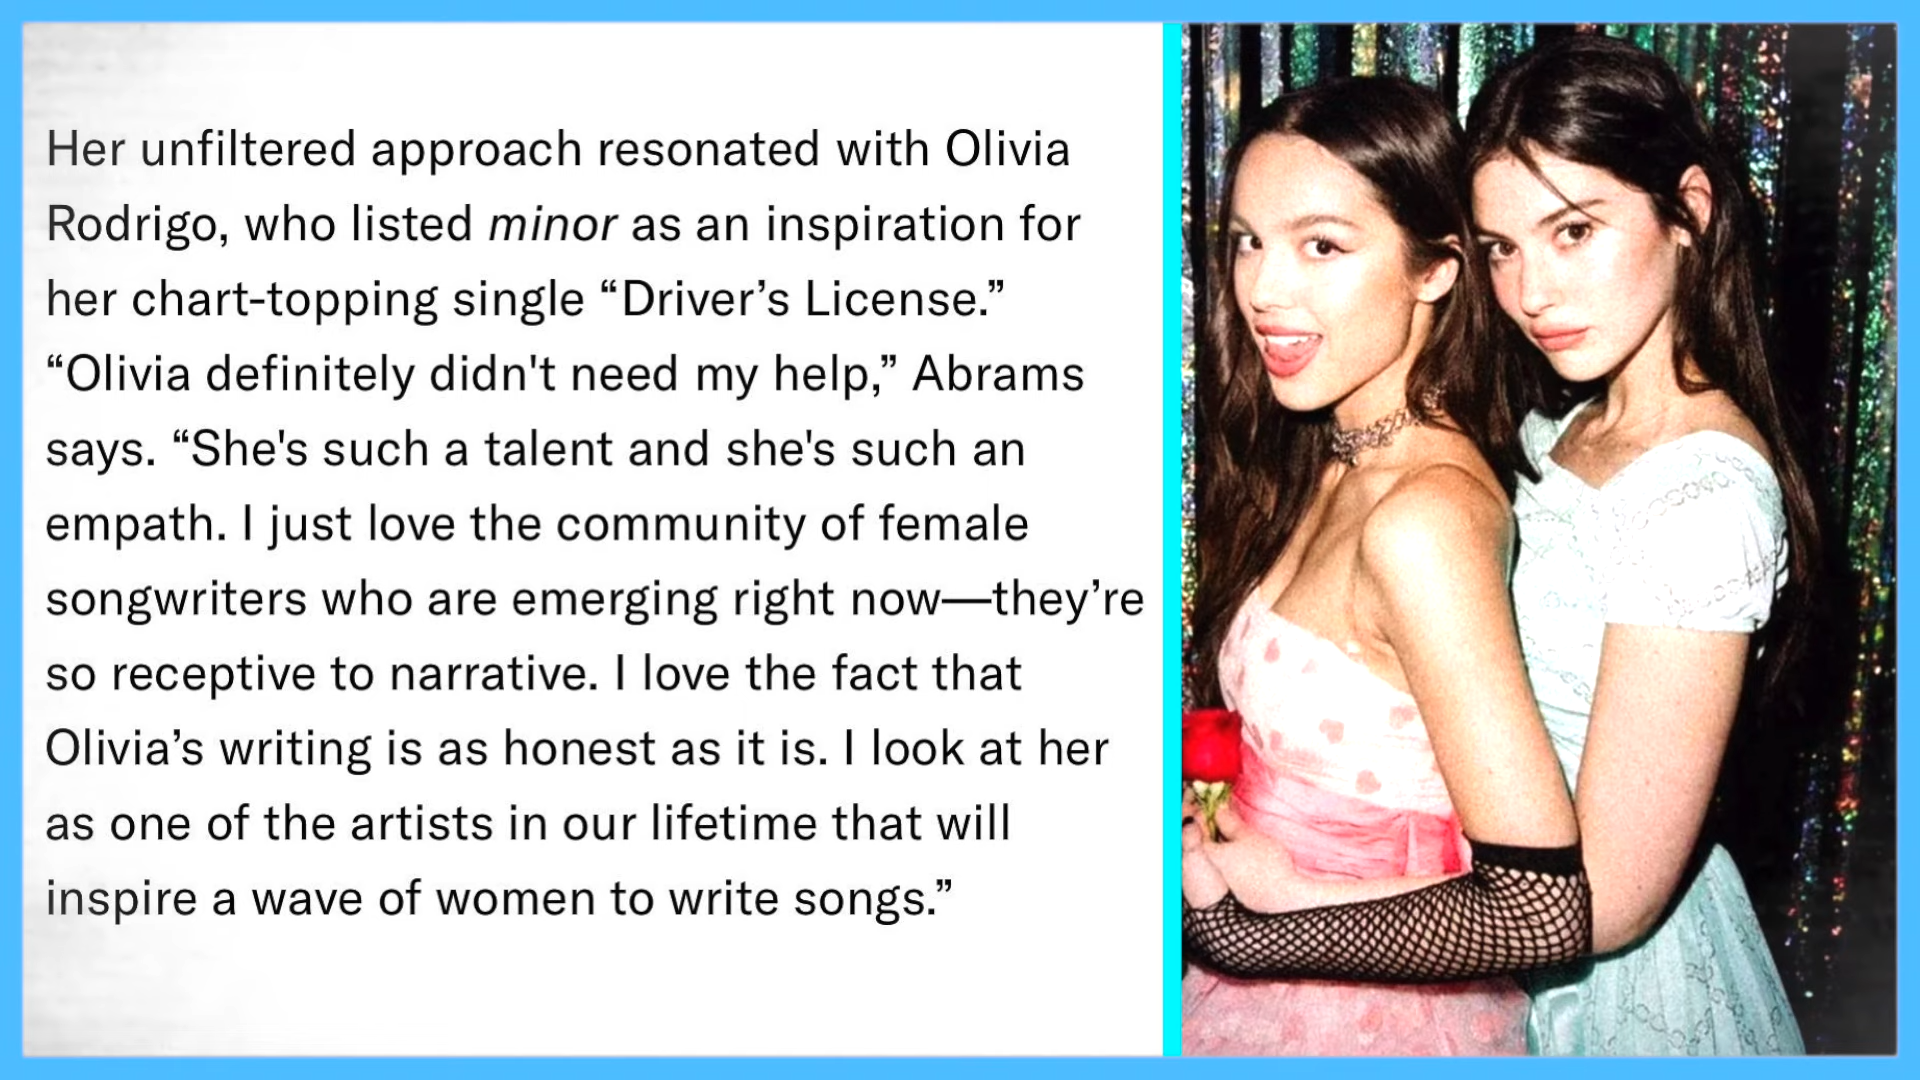 Her unfiltered approach resonated with Olivia
Rodrigo, who listed minor as an inspiration for
her chart-topping single “Driver’s License.”
“Olivia definitely didn't need my help,” Abrams
says. “She's such a talent and she's such an
empath. I just love the community of female
songwriters who are emerging right now—they’re
so receptive to narrative. I love the fact that
Olivia’s writing is as honest as it is. I look at her
as one of the artists in our lifetime that will
inspire a wave of women to write songs.”